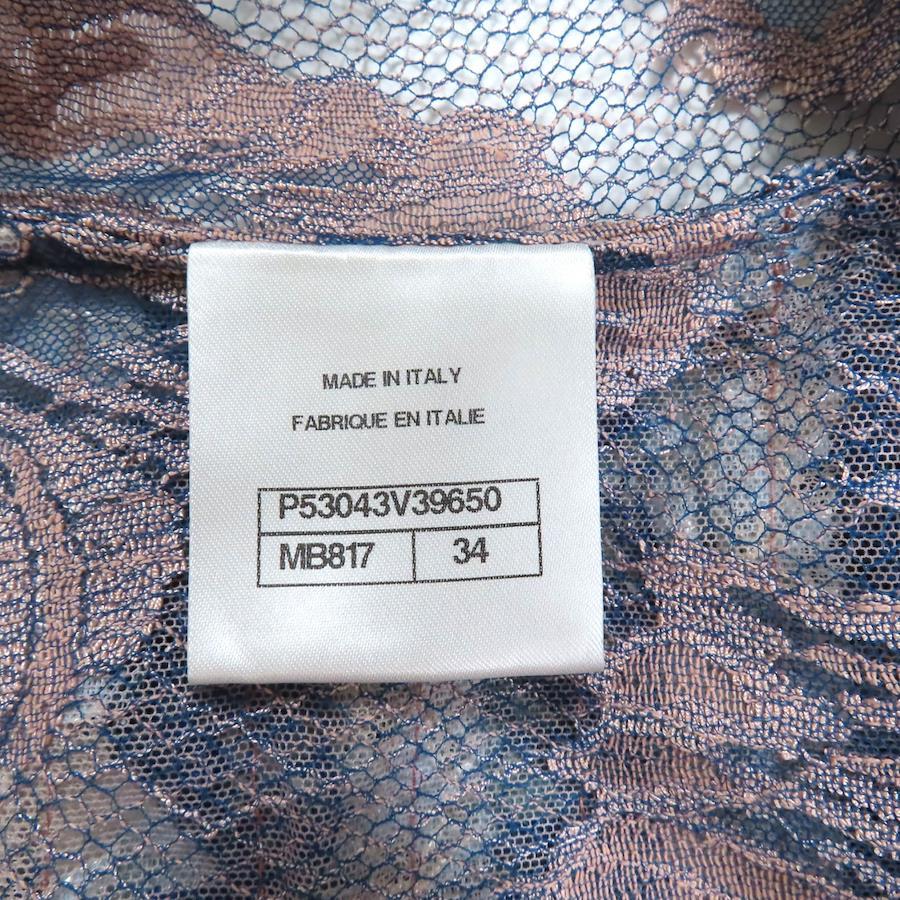 MADE IN ITALY
FABRIQUE EN ITALIE
P53043V39650
MB817 34